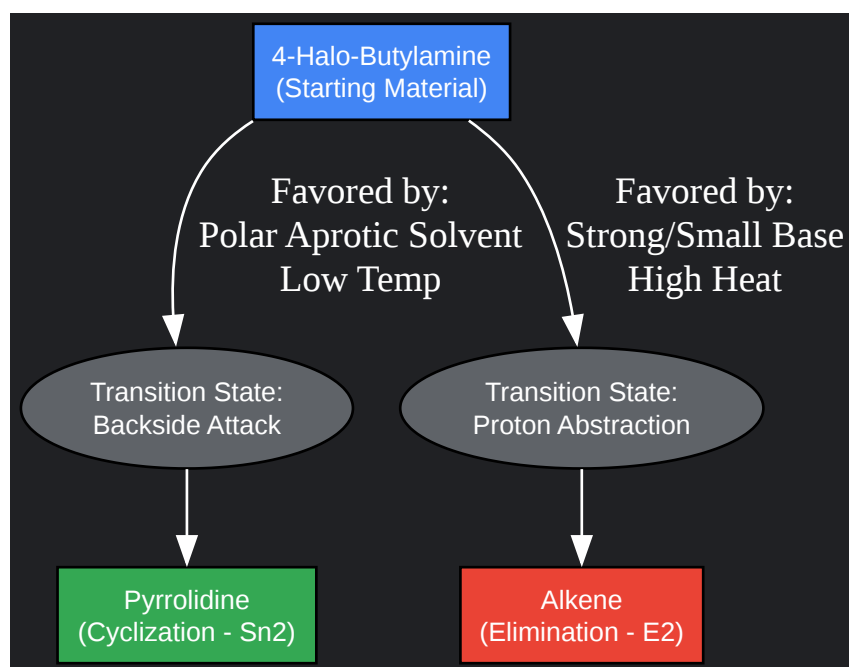 4-Halo-Butylamine
(Starting Material)
Favored by:
Polar Aprotic Solvent
Low Temp
Favored by:
Strong/Small Base
High Heat
Transition State:
Backside Attack
Transition State:
Proton Abstraction
Pyrrolidine
(Cyclization - Sn2)
Alkene
(Elimination - E2)